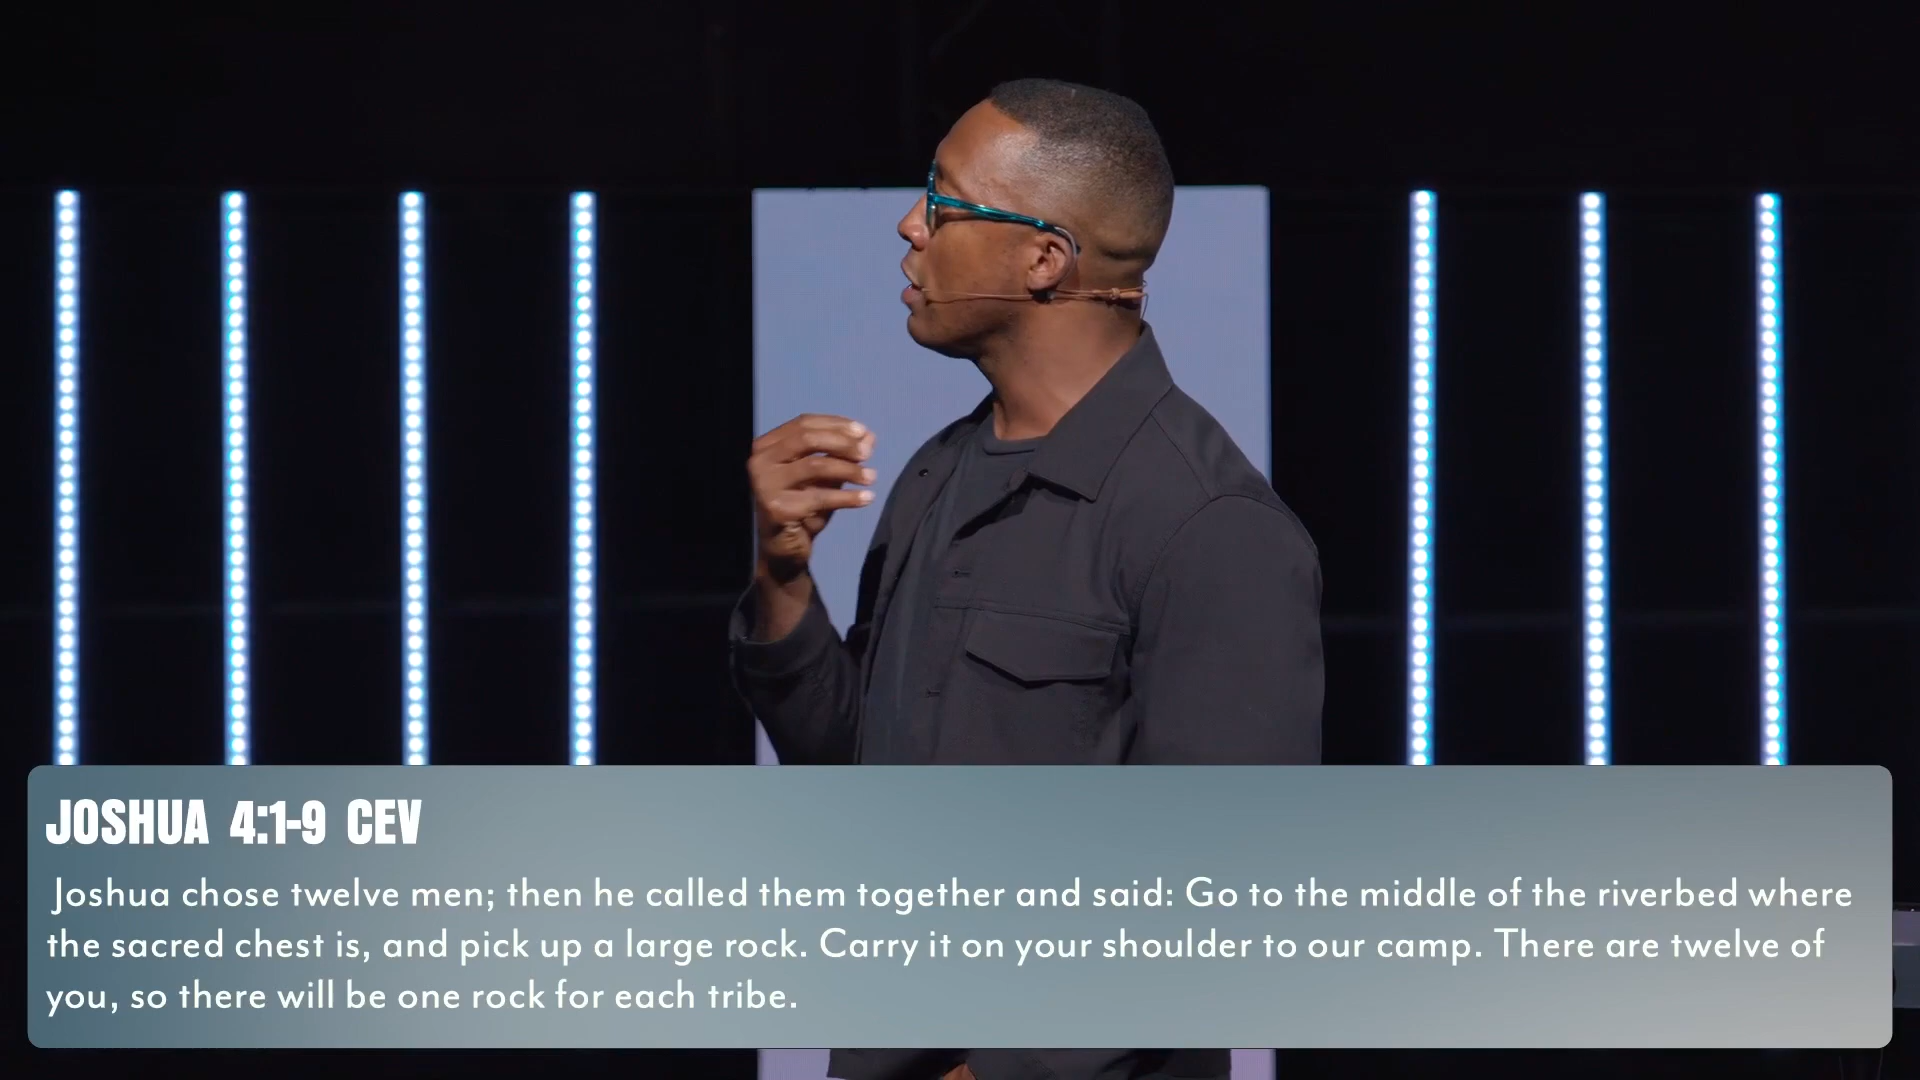 JOSHUA 4:1-9 CEV
Joshua chose twelve men; then he called them together and said: Go to the middle of the riverbed where
the sacred chest is, and pick up a large rock. Carry it on your shoulder to our camp. There are twelve of
you, so there will be one rock for each tribe.